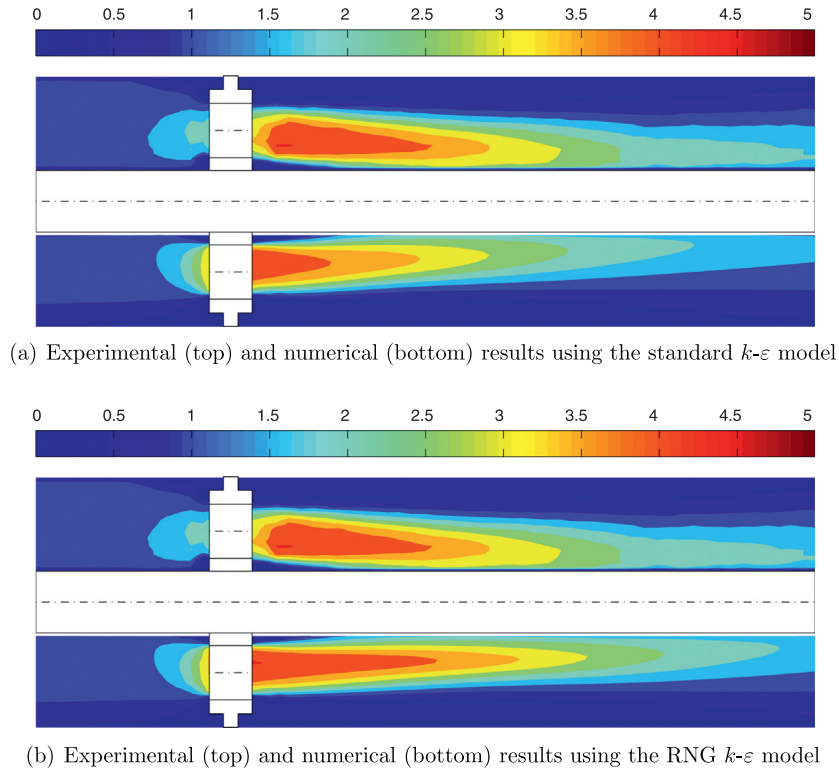 0 0.5 1 1.5 2 2.5 3 3.5 4 4.5 5
(a) Experimental (top) and numerical (bottom) results using the standard k-ε model
0 0.5 1 1.5 2 2.5 3 3.5 4 4.5 5
(b) Experimental (top) and numerical (bottom) results using the RNG k-ε model